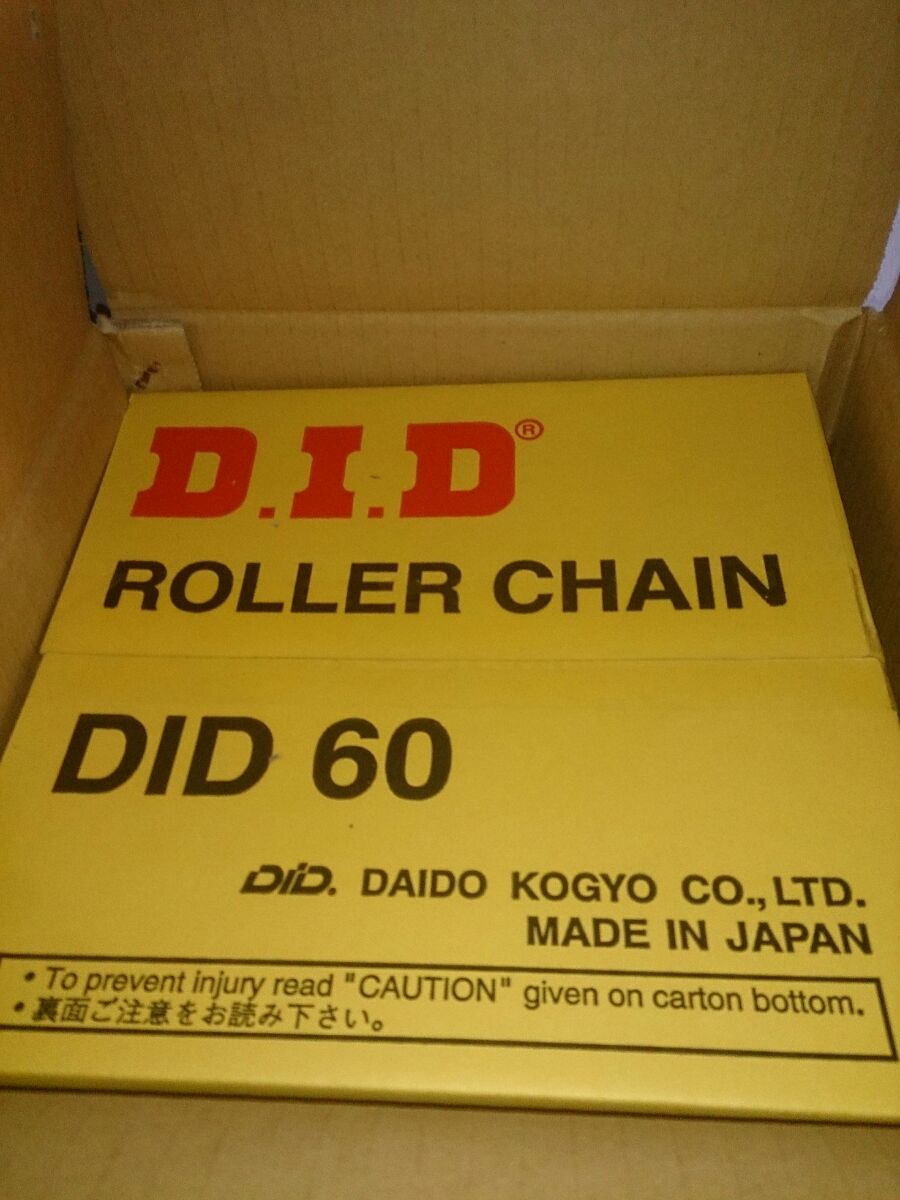 D.I.D®
ROLLER CHAIN
DID 60
DID. DAIDO KOGYO CO., LTD.
MADE IN JAPAN
• To prevent injury read "CAUTION" given on carton bottom.
• 裏面ご注意をお読み下さい。